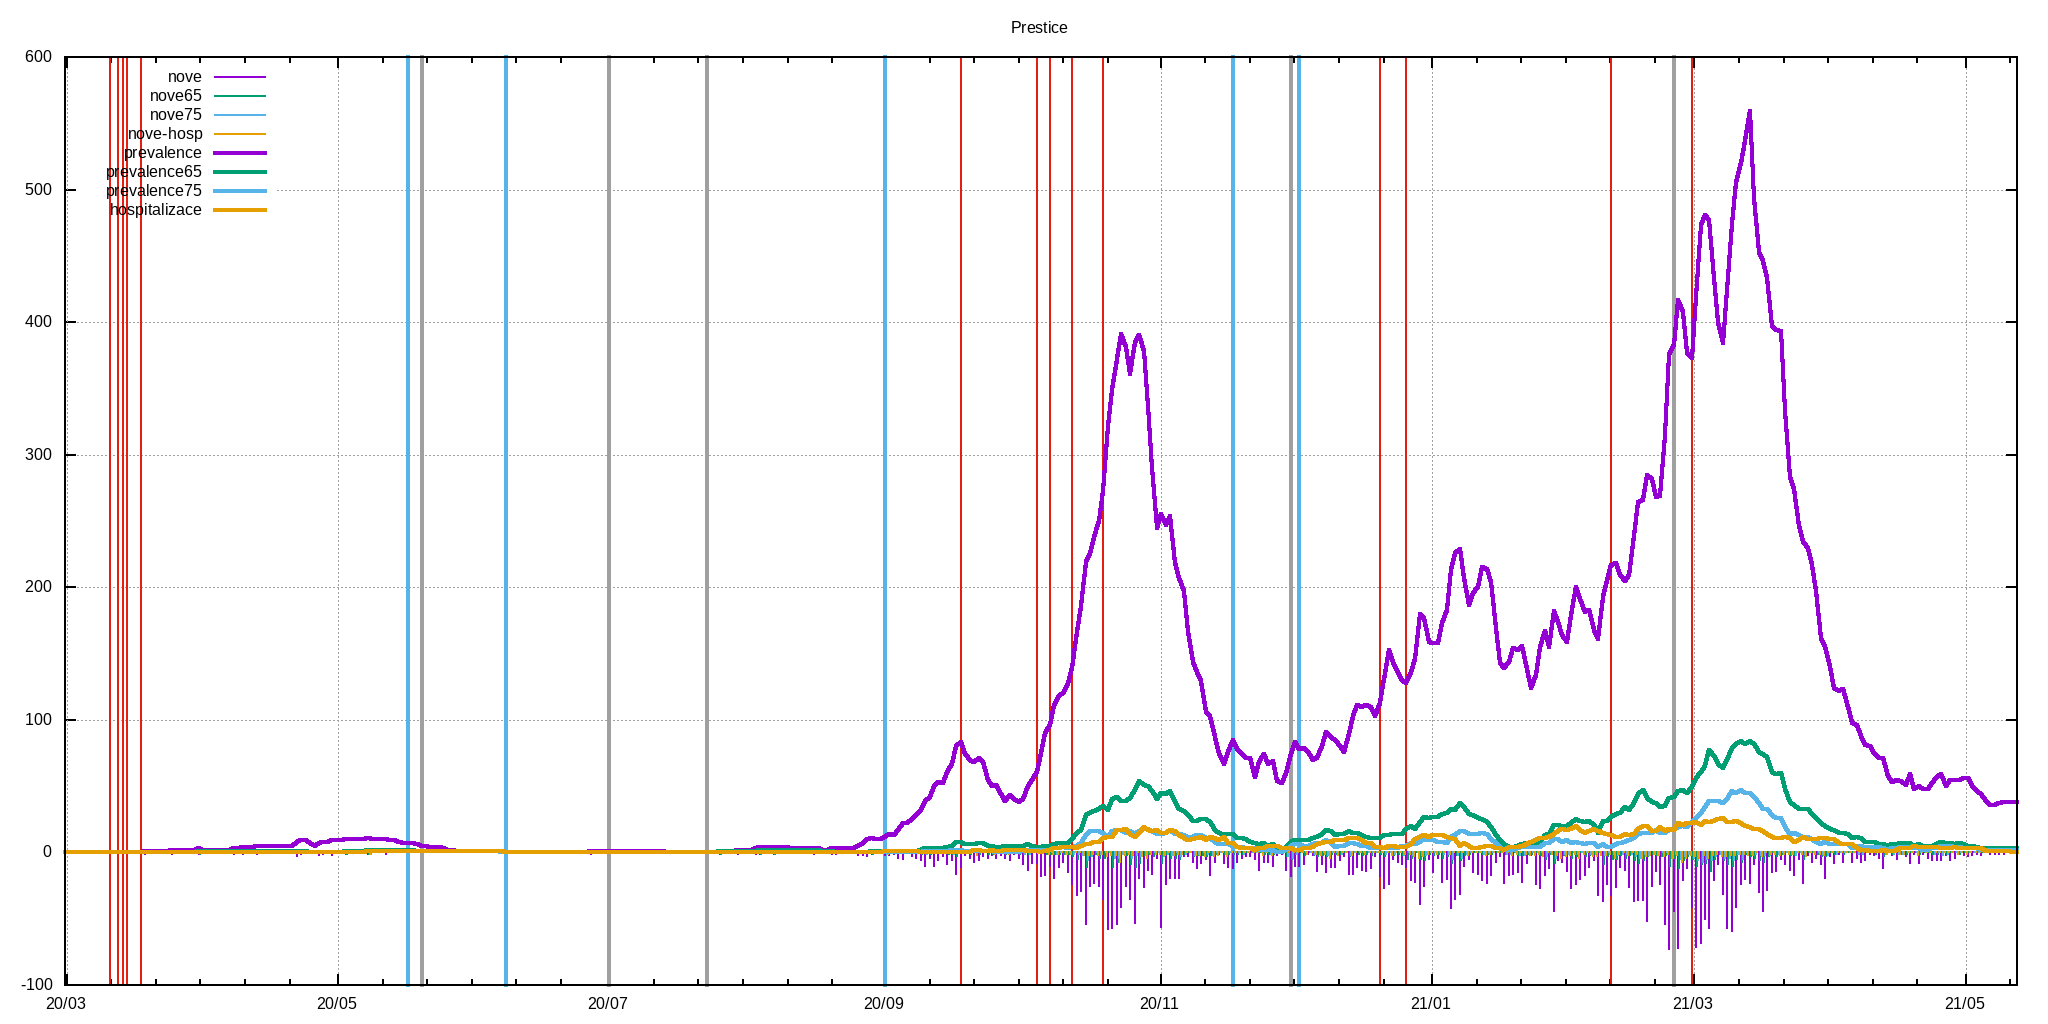 Prestice
600
500
400
300
200
100
0
-100
nove
nove65
nove75
nove-hosp
prevalence
prevalence65
prevalence75
hospitalizace
20/03 20/05 20/07 20/09 20/11 21/01 21/03 21/05